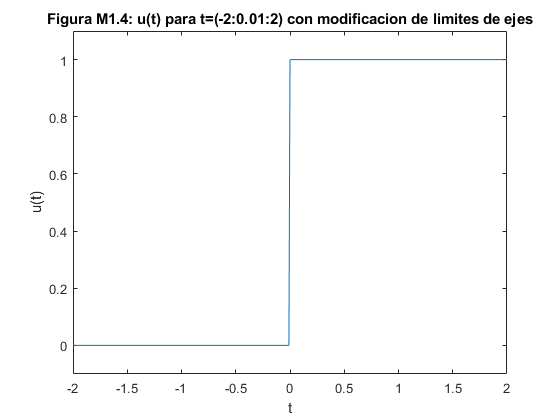 Figura M1.4: u(t) para t=(-2:0.01:2) con modificacion de limites de ejes
1
0.8
0.6
0.4
0.2
0
u(t)
-2 -1.5 -1 -0.5 0 0.5 1 1.5 2
t